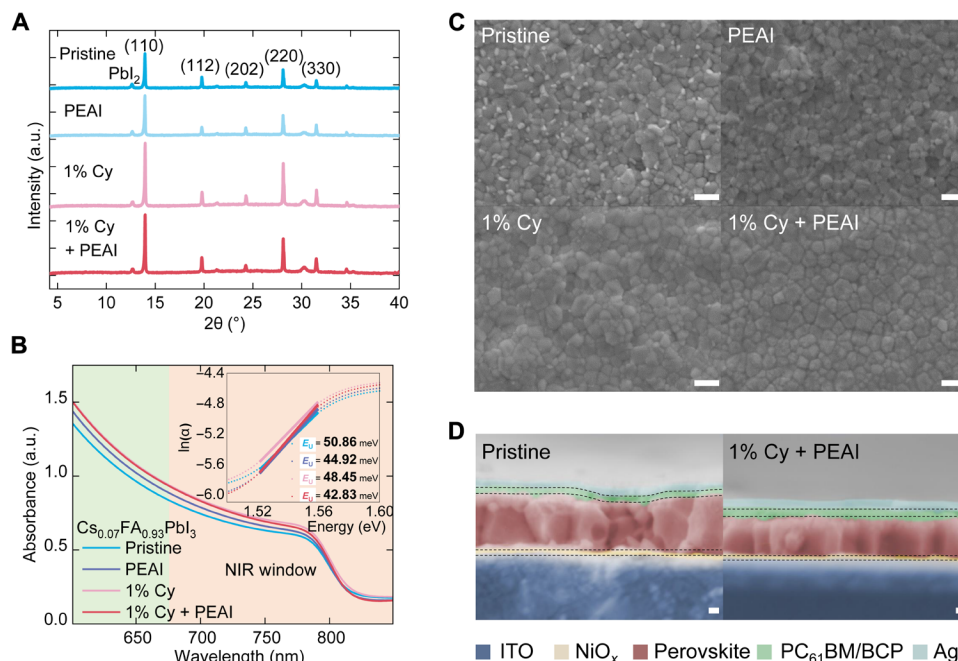 A
Pristine
(110)
PbI2
(112)
(202)
(220)
(330)
PEAI
1% Cy
1% Cy
+ PEAI
Intensity (a.u.)
5 10 15 20 25 30 35 40
2θ (°)
B
Absorbance (a.u.)
1.5
1.0
0.5
0.0
600 650 700 750 800
Wavelength (nm)
Cs0.07FA0.93PbI3
Pristine
PEAI
1% Cy
1% Cy + PEAI
NIR window
ln(α)
−4.4
−4.8
−5.2
−5.6
−6.0
EU = 50.86 meV
EU = 44.92 meV
EU = 48.45 meV
EU = 42.83 meV
1.52 1.56 1.60
Energy (eV)
C
Pristine
PEAI
1% Cy
1% Cy + PEAI
D
Pristine
1% Cy + PEAI
ITO
NiOx
Perovskite
PC61BM/BCP
Ag